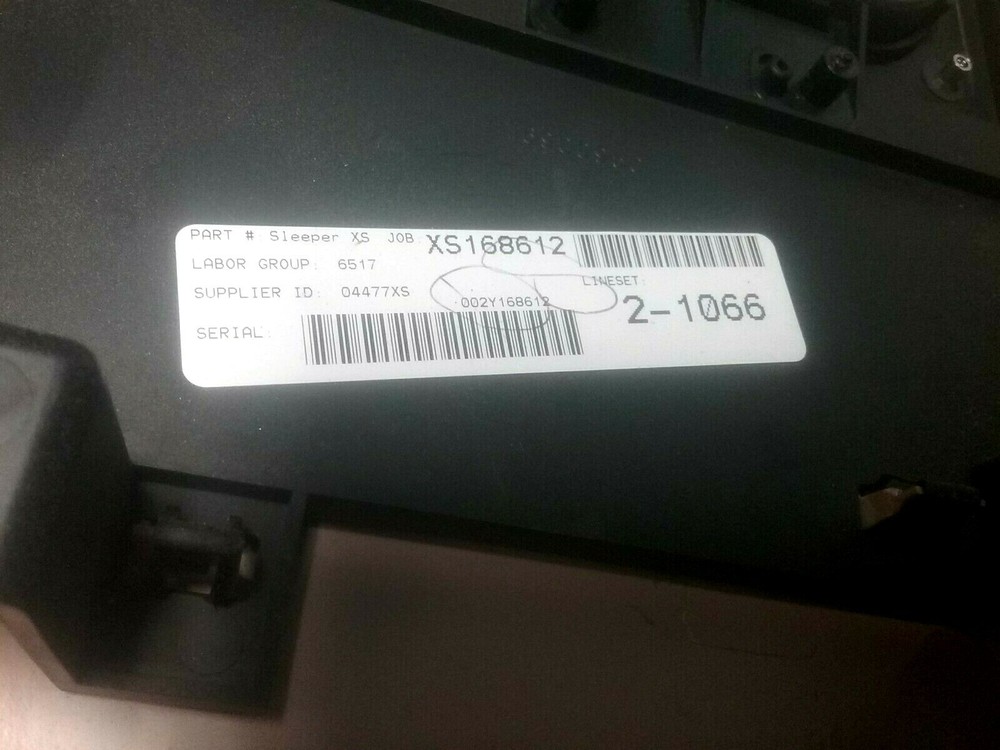 PART # Sleeper XS JOB: XS168612
LABOR GROUP: 6517
SUPPLIER ID: 04477XS
LINESET:
002Y168612
2-1066
SERIAL: